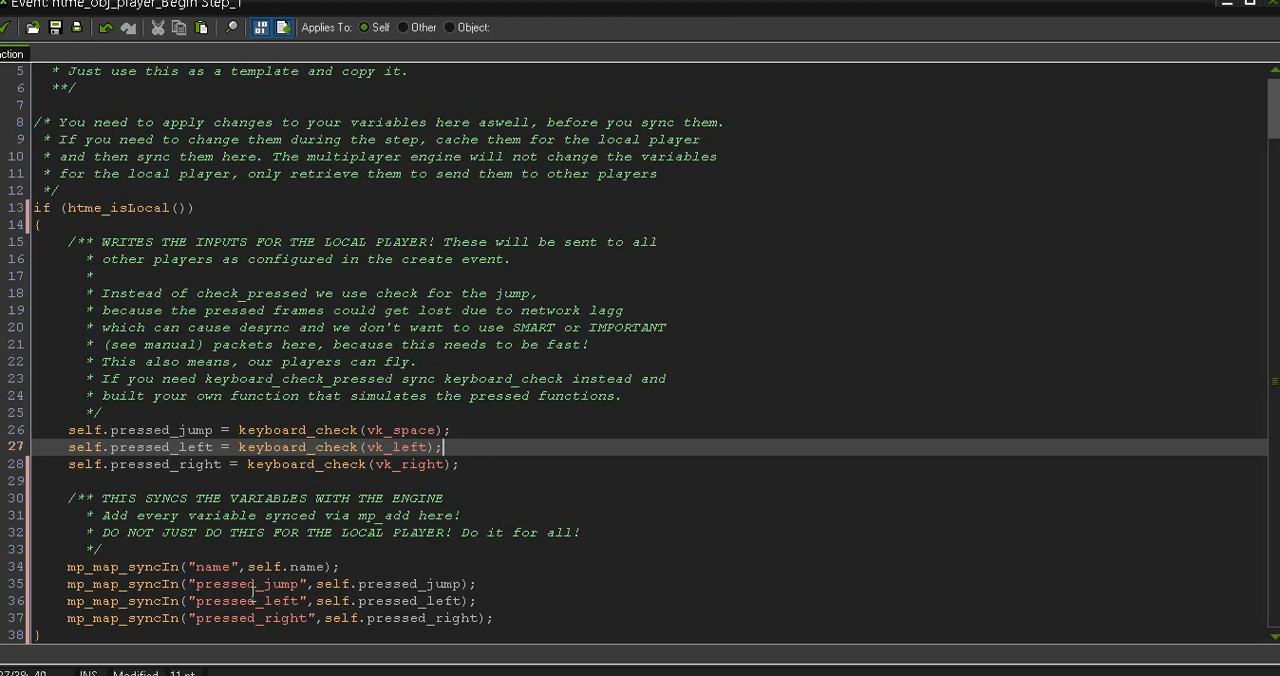 Event: htme_obj_player_Begin Step_1
Applies To: Self Other Object:
ction
5 * Just use this as a template and copy it.
6 **/
7
8 /* You need to apply changes to your variables here aswell, before you sync them.
9 * If you need to change them during the step, cache them for the local player
10 * and then sync them here. The multiplayer engine will not change the variables
11 * for the local player, only retrieve them to send them to other players
12 */
13 if (htme_isLocal())
14 {
15 /** WRITES THE INPUTS FOR THE LOCAL PLAYER! These will be sent to all
16 * other players as configured in the create event.
17 *
18 * Instead of check_pressed we use check for the jump,
19 * because the pressed frames could get lost due to network lagg
20 * which can cause desync and we don't want to use SMART or IMPORTANT
21 * (see manual) packets here, because this needs to be fast!
22 * This also means, our players can fly.
23 * If you need keyboard_check_pressed sync keyboard_check instead and
24 * built your own function that simulates the pressed functions.
25 */
26 self.pressed_jump = keyboard_check(vk_space);
27 self.pressed_left = keyboard_check(vk_left);
28 self.pressed_right = keyboard_check(vk_right);
29
30 /** THIS SYNCS THE VARIABLES WITH THE ENGINE
31 * Add every variable synced via mp_add here!
32 * DO NOT JUST DO THIS FOR THE LOCAL PLAYER! Do it for all!
33 */
34 mp_map_syncIn("name",self.name);
35 mp_map_syncIn("pressed_jump",self.pressed_jump);
36 mp_map_syncIn("pressed_left",self.pressed_left);
37 mp_map_syncIn("pressed_right",self.pressed_right);
38 }
27/39: 40 INS Modified 11 pt